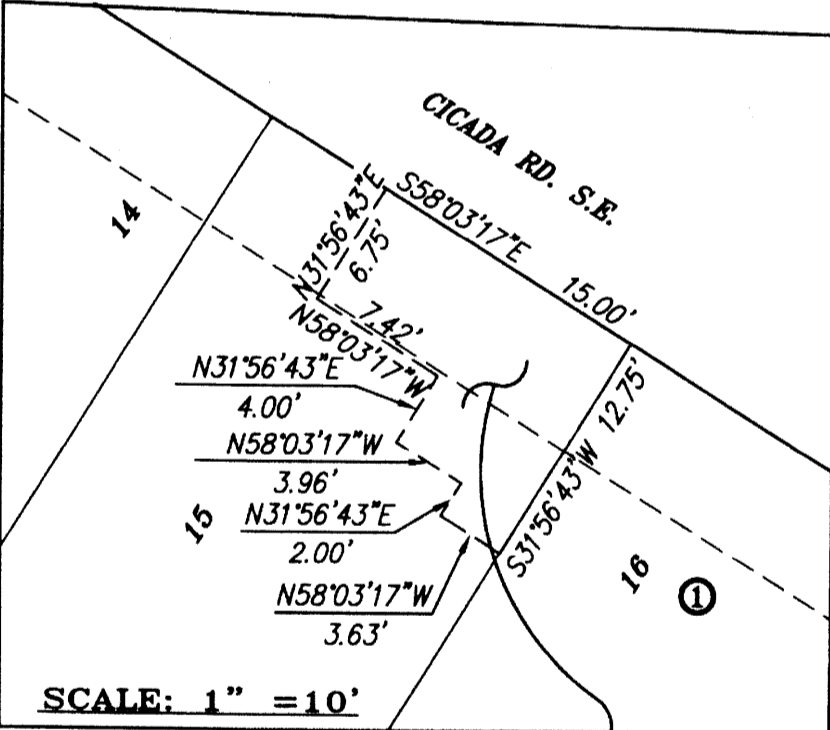 CICADA RD. S.E.
14
N31°56'43"E
6.75'
S58°03'17"E
15.00'
7.42'
N58°03'17"W
N31°56'43"E
4.00'
N58°03'17"W
3.96'
N31°56'43"E
2.00'
N58°03'17"W
3.63'
S31°56'43"W 12.75'
15
16
1
SCALE: 1" =10'